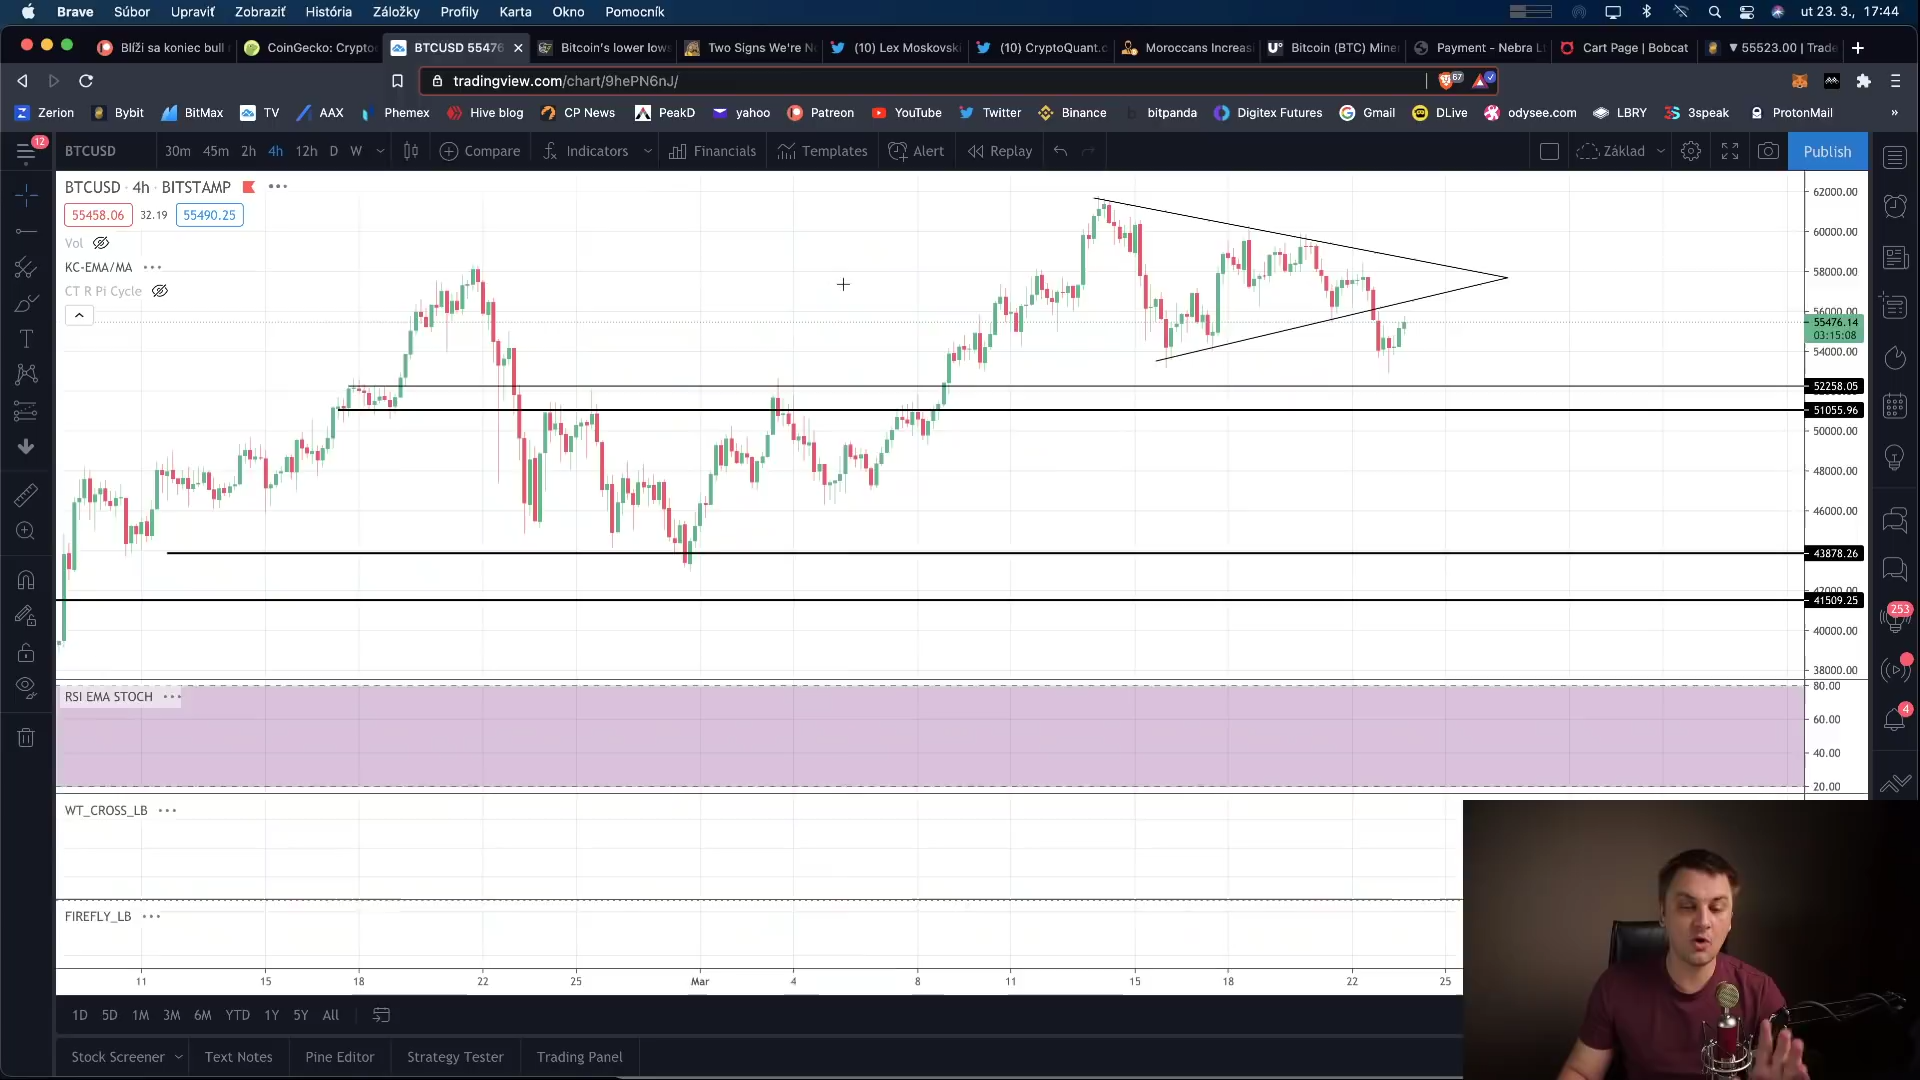 Brave Súbor Upraviť Zobraziť História Záložky Profily Karta Okno Pomocník ut 23. 3., 17:44
Blíži sa koniec bull CoinGecko: Crypto BTCUSD 55476 Bitcoin's lower low Two Signs We're N (10) Lex Moskovski (10) CryptoQuant.c Moroccans Increas Bitcoin (BTC) Mine Payment - Nebra L Cart Page | Bobcat ▼ 55523.00 | Trade
tradingview.com/chart/9hePN6nJ/ 67
Zerion Bybit BitMax TV AAX Phemex Hive blog CP News PeakD yahoo Patreon YouTube Twitter Binance bitpanda Digitex Futures Gmail DLive odysee.com LBRY 3speak ProtonMail »
12 BTCUSD 30m 45m 2h 4h 12h D W Compare Indicators Financials Templates Alert Replay Základ Publish
BTCUSD · 4h · BITSTAMP
55458.06 32.19 55490.25
Vol
KC-EMA/MA
CT R Pi Cycle
62000.00
60000.00
58000.00
56000.00
55476.14
03:15:08
54000.00
52258.05
51055.96
50000.00
48000.00
46000.00
43878.26
42000.00
41509.25
40000.00
38000.00
RSI EMA STOCH
80.00
60.00
40.00
20.00
WT_CROSS_LB
FIREFLY_LB
253
4
11 15 18 22 25 Mar 4 8 11 15 18 22 25
1D 5D 1M 3M 6M YTD 1Y 5Y All
Stock Screener Text Notes Pine Editor Strategy Tester Trading Panel